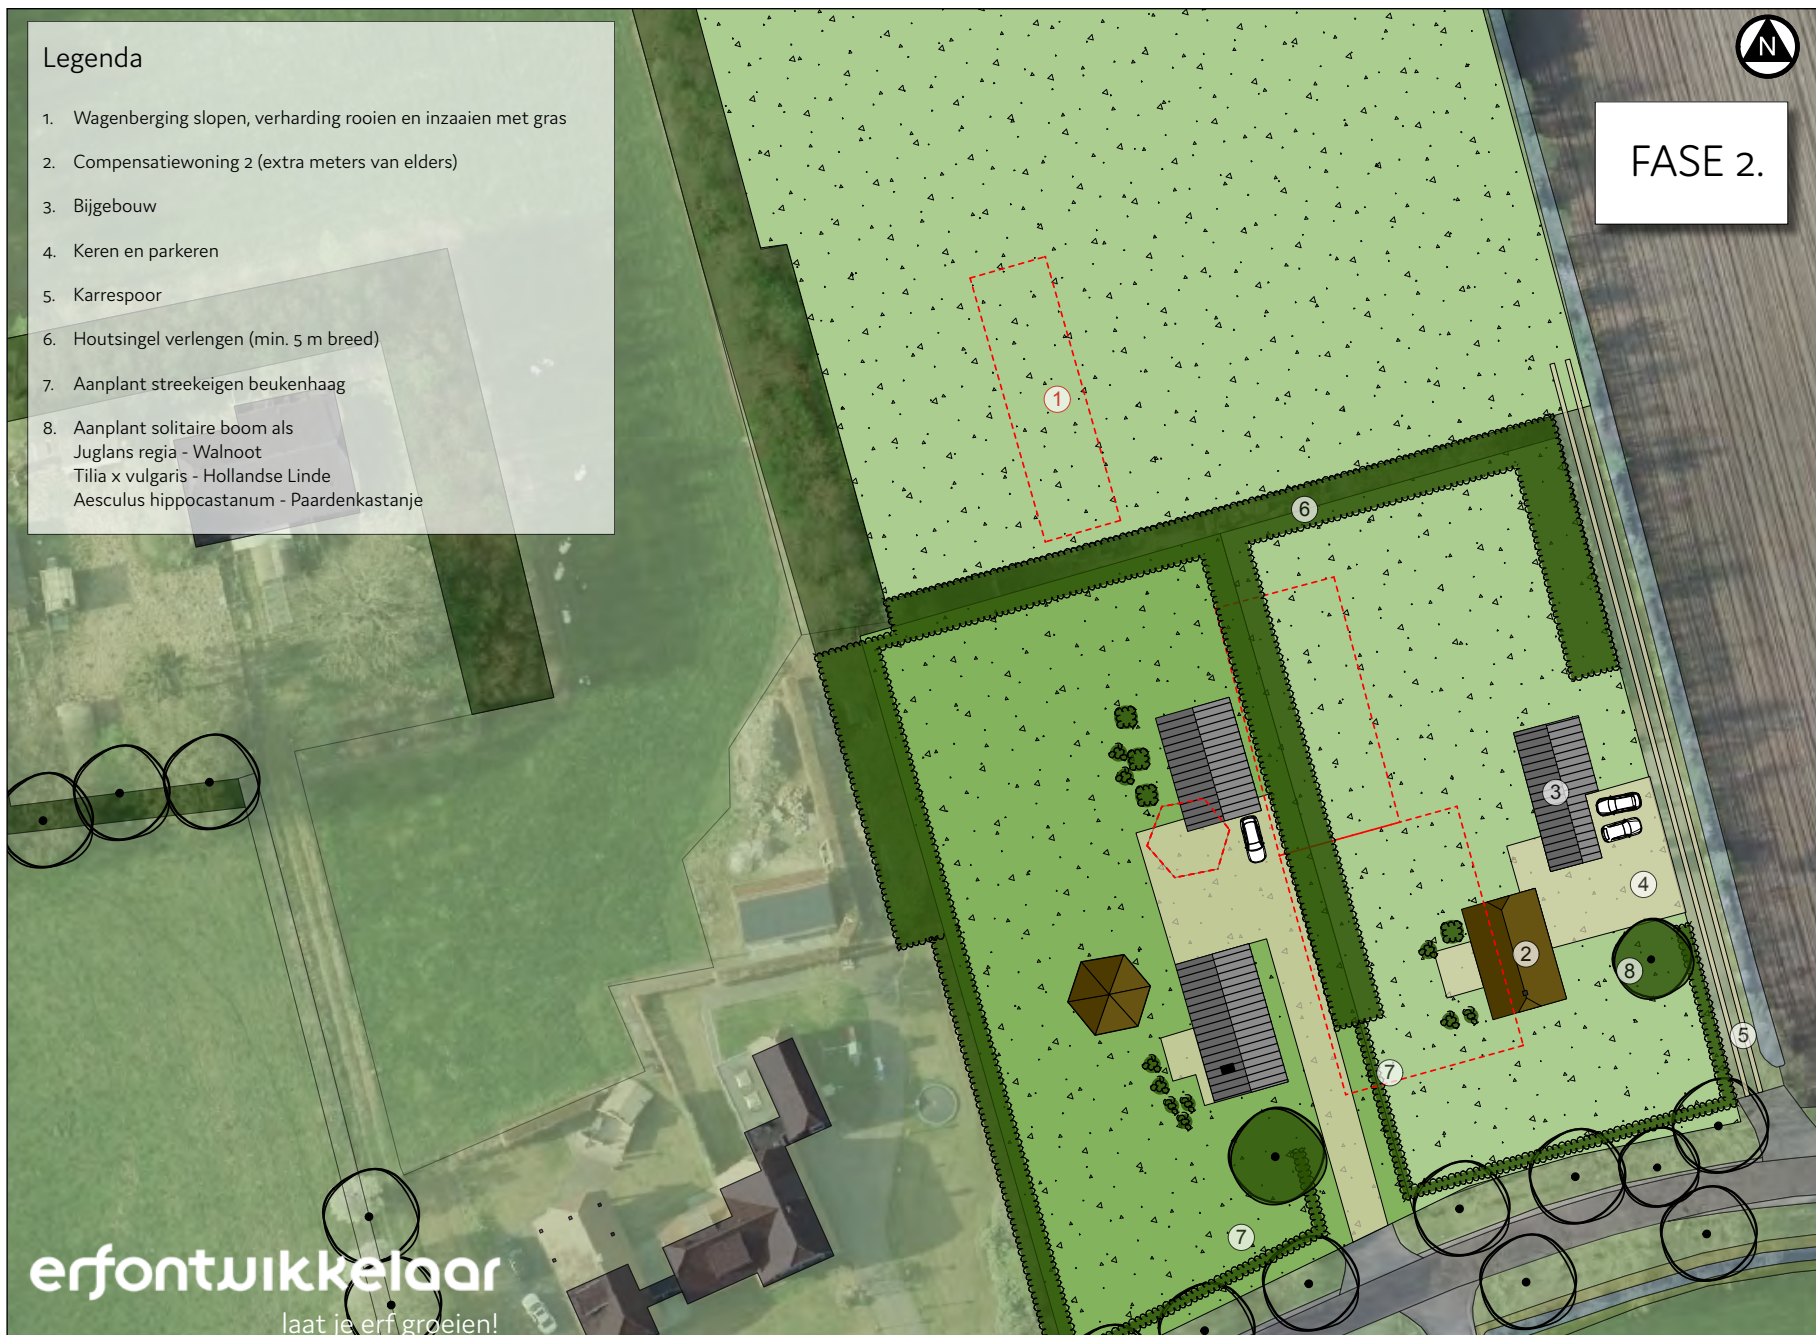 Legenda
1. Wagenberging slopen, verharding rooien en inzaaien met gras
2. Compensatiewoning 2 (extra meters van elders)
3. Bijgebouw
4. Keren en parkeren
5. Karrespoor
6. Houtsingel verlengen (min. 5 m breed)
7. Aanplant streekeigen beukenhaag
8. Aanplant solitaire boom als
Juglans regia - Walnoot
Tilia x vulgaris - Hollandse Linde
Aesculus hippocastanum - Paardenkastanje
N
FASE 2.
1
6
3
4
2
8
5
7
7
erfontwikkelaar
laat je erf groeien!